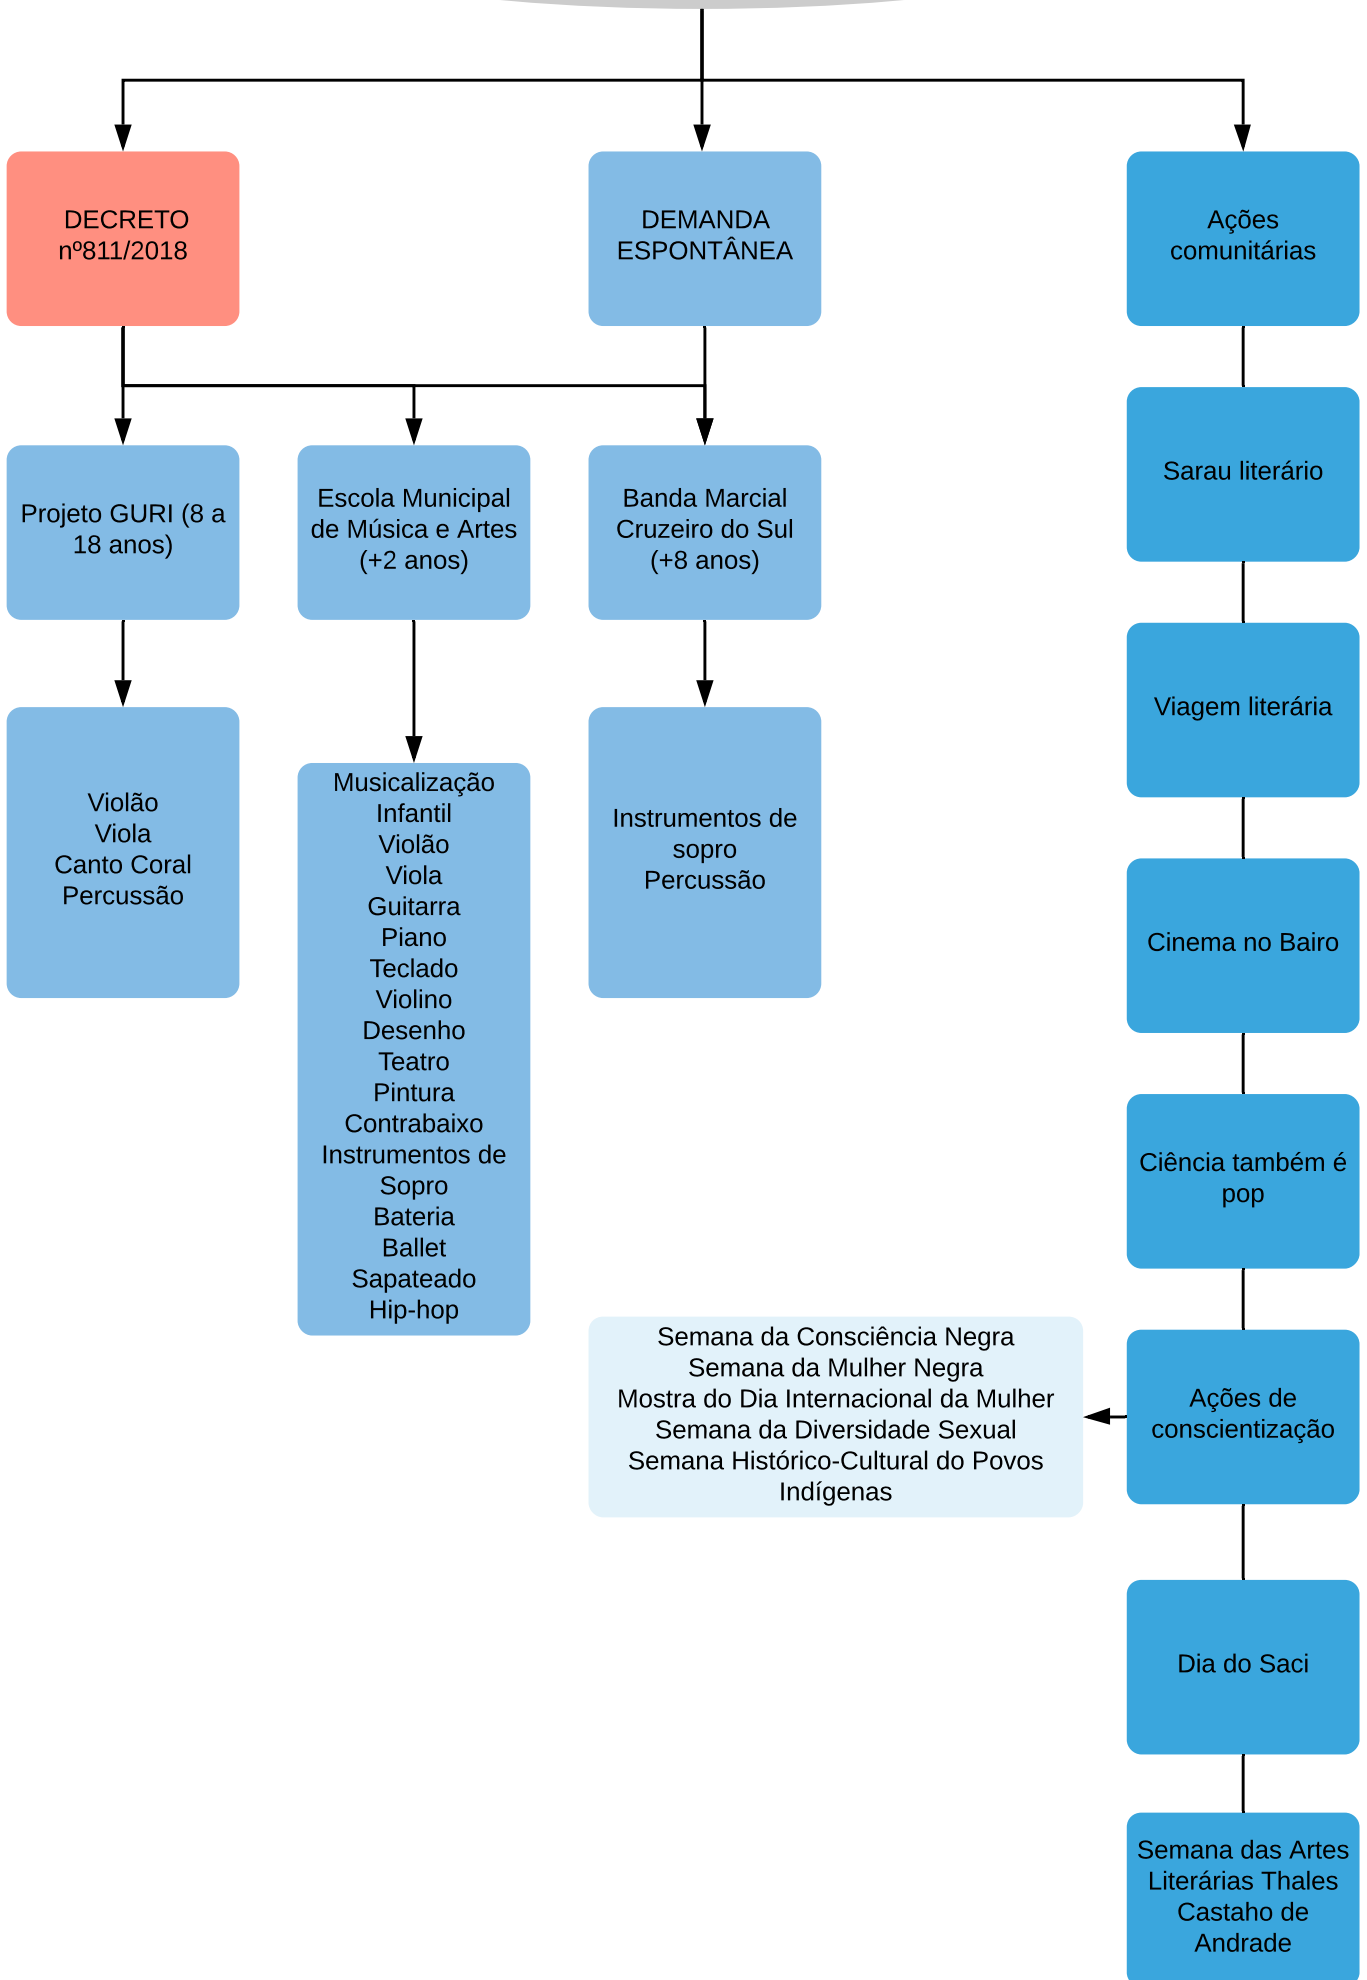 DECRETO
nº811/2018
DEMANDA
ESPONTÂNEA
Ações
comunitárias
Projeto GURI (8 a
18 anos)
Escola Municipal
de Música e Artes
(+2 anos)
Banda Marcial
Cruzeiro do Sul
(+8 anos)
Sarau literário
Viagem literária
Violão
Viola
Canto Coral
Percussão
Musicalização
Infantil
Violão
Viola
Guitarra
Piano
Teclado
Violino
Desenho
Teatro
Pintura
Contrabaixo
Instrumentos de
Sopro
Bateria
Ballet
Sapateado
Hip-hop
Instrumentos de
sopro
Percussão
Cinema no Bairo
Ciência também é
pop
Ações de
conscientização
Semana da Consciência Negra
Semana da Mulher Negra
Mostra do Dia Internacional da Mulher
Semana da Diversidade Sexual
Semana Histórico-Cultural do Povos
Indígenas
Dia do Saci
Semana das Artes
Literárias Thales
Castaho de
Andrade